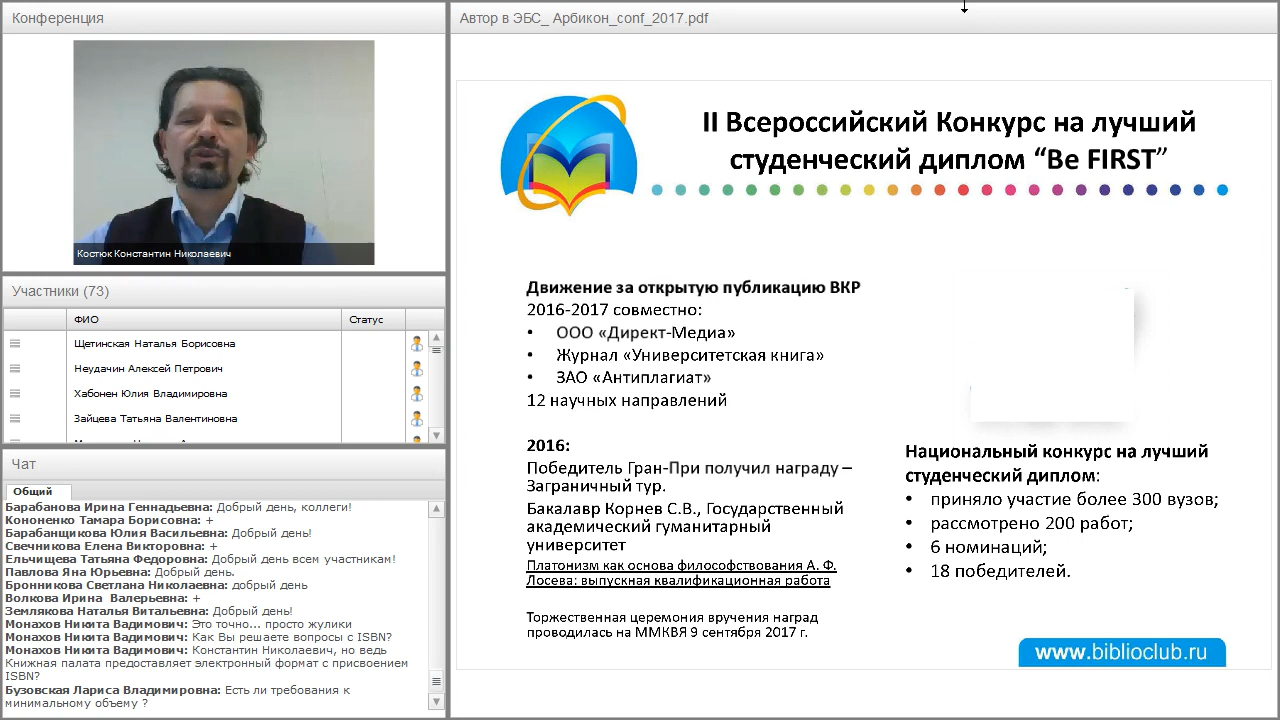 Конференция
Костюк Константин Николаевич
Участники (73)
ФИО
Статус
Щетинская Наталья Борисовна
Неудачин Алексей Петрович
Хабонен Юлия Владимировна
Зайцева Татьяна Валентиновна
Чат
Общий
Барабанова Ирина Геннадьевна: Добрый день, коллеги!
Кононенко Тамара Борисовна: +
Барабанщикова Юлия Васильевна: Добрый день!
Свечникова Елена Викторовна: +
Ельчищева Татьяна Федоровна: Добрый день всем участникам!
Павлова Яна Юрьевна: Добрый день.
Бронникова Светлана Николаевна: добрый день
Волкова Ирина Валерьевна: +
Землякова Наталья Витальевна: Добрый день!
Монахов Никита Вадимович: Это точно... просто жулики
Монахов Никита Вадимович: Как Вы решаете вопросы с ISBN?
Монахов Никита Вадимович: Константин Николаевич, но ведь
Книжная палата предоставляет электронный формат с присвоением
ISBN?
Бузовская Лариса Владимировна: Есть ли требования к
минимальному объему ?
Автор в ЭБС_ Арбикон_conf_2017.pdf
II Всероссийский Конкурс на лучший
студенческий диплом “Be FIRST”
Движение за открытую публикацию ВКР
2016-2017 совместно:
• ООО «Директ-Медиа»
• Журнал «Университетская книга»
• ЗАО «Антиплагиат»
12 научных направлений
2016:
Победитель Гран-При получил награду –
Заграничный тур.
Бакалавр Корнев С.В., Государственный
академический гуманитарный
университет
Платонизм как основа философствования А. Ф.
Лосева: выпускная квалификационная работа
Торжественная церемония вручения наград
проводилась на ММКВЯ 9 сентября 2017 г.
Национальный конкурс на лучший
студенческий диплом:
• приняло участие более 300 вузов;
• рассмотрено 200 работ;
• 6 номинаций;
• 18 победителей.
www.biblioclub.ru